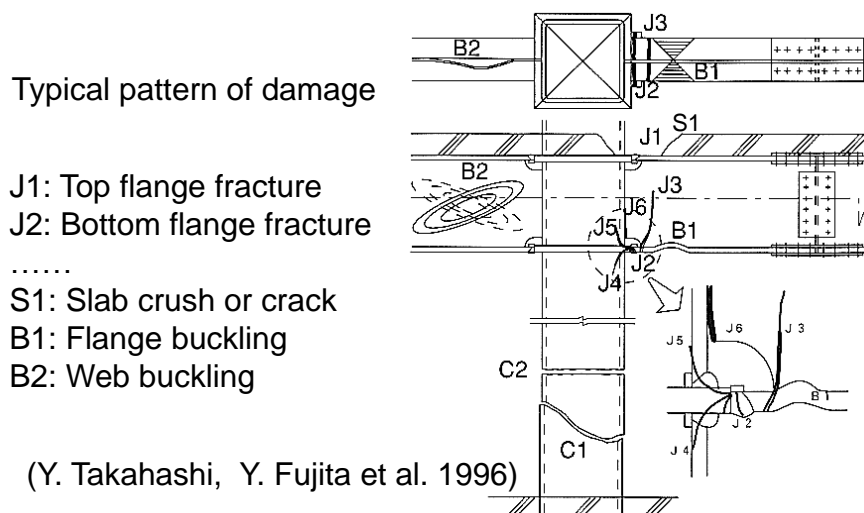 Typical pattern of damage
J1: Top flange fracture
J2: Bottom flange fracture
……
S1: Slab crush or crack
B1: Flange buckling
B2: Web buckling
(Y. Takahashi, Y. Fujita et al. 1996)
J3
B2
B1
J2
S1
J1
B2
J3
J6
J5
B1
J2
J4
C2
C1
J5
J6
J3
B1
J2
J4